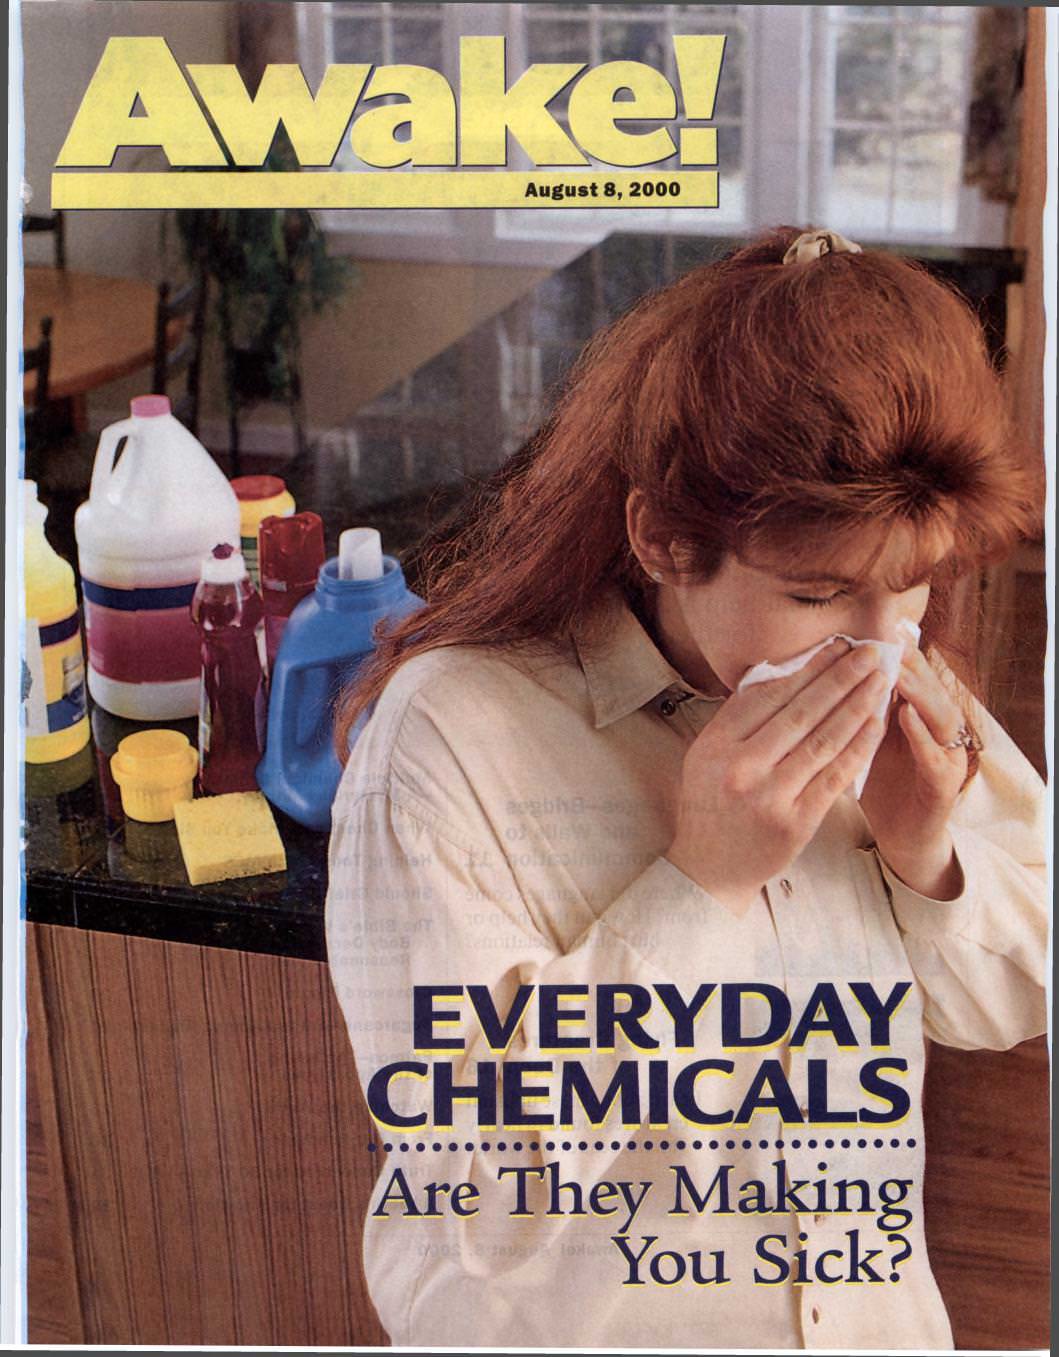 Awake!
August 8, 2000
EVERYDAY
CHEMICALS
Are They Making
You Sick?